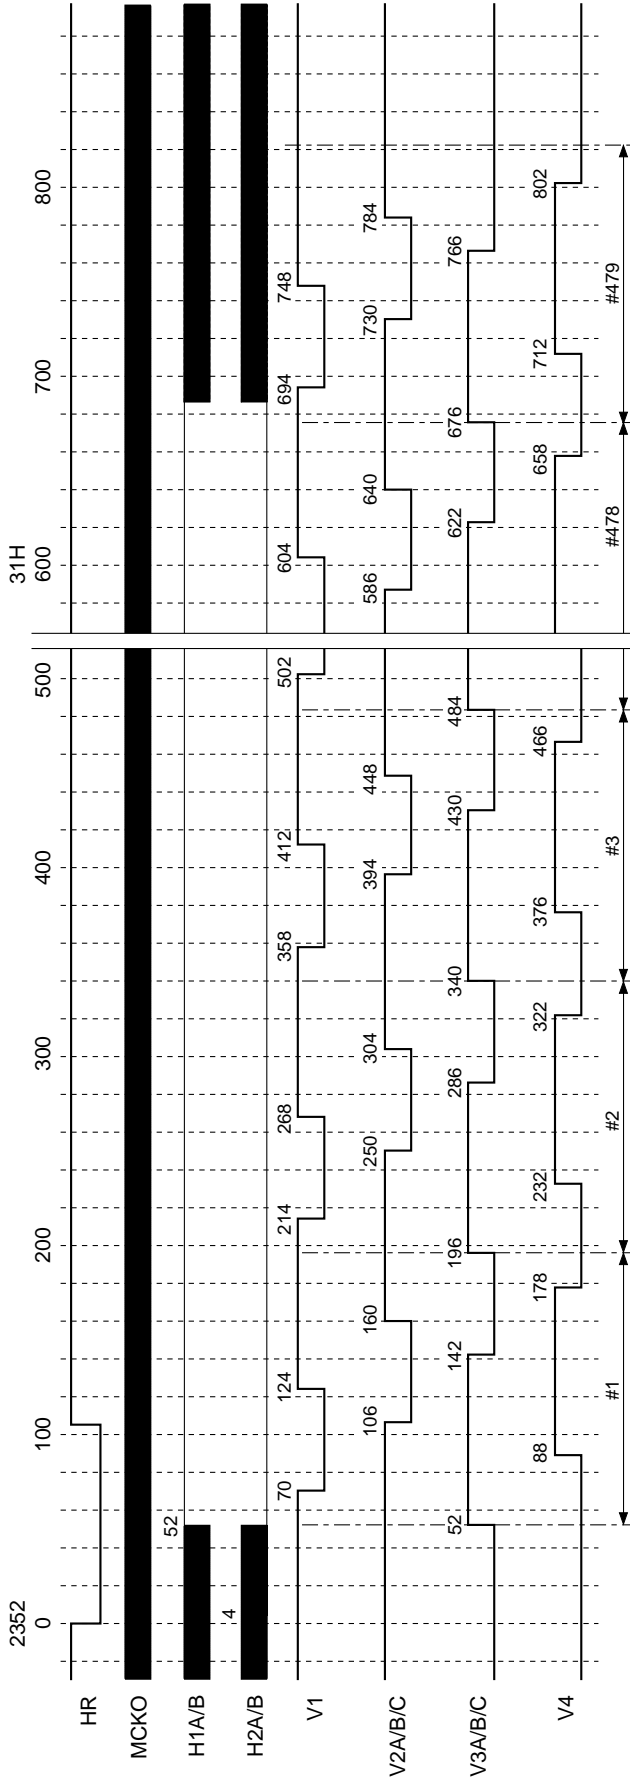 2352
31H
0 100 200 300 400 500 600 700 800
HR
MCKO
H1A/B 52
H2A/B 4
V1 70 124 214 268 358 412 502 604 694 748
V2A/B/C 106 160 250 304 394 448 586 640 730 784
V3A/B/C 52 142 196 286 340 430 484 622 676 766
V4 88 178 232 322 376 466 658 712 802
#1 #2 #3 #478 #479